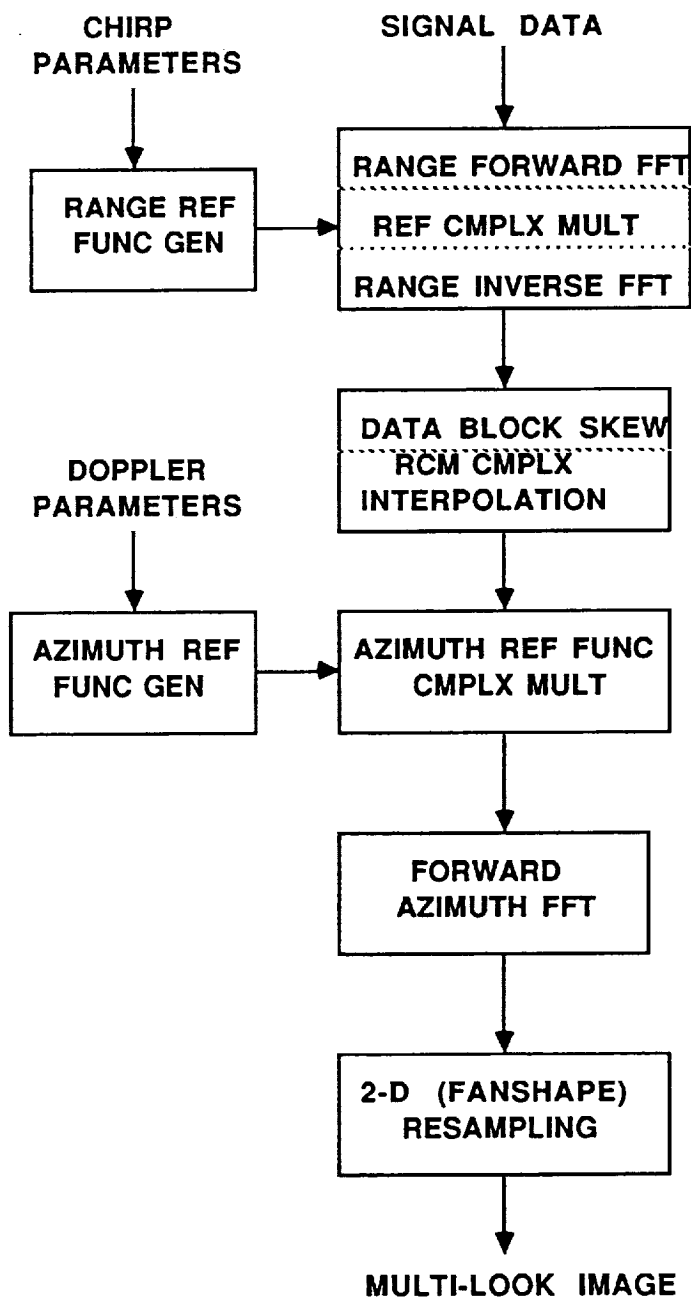 CHIRP
PARAMETERS
SIGNAL DATA
RANGE REF
FUNC GEN
RANGE FORWARD FFT
REF CMPLX MULT
RANGE INVERSE FFT
DATA BLOCK SKEW
RCM CMPLX
INTERPOLATION
DOPPLER
PARAMETERS
AZIMUTH REF
FUNC GEN
AZIMUTH REF FUNC
CMPLX MULT
FORWARD
AZIMUTH FFT
2-D (FANSHAPE)
RESAMPLING
MULTI-LOOK IMAGE